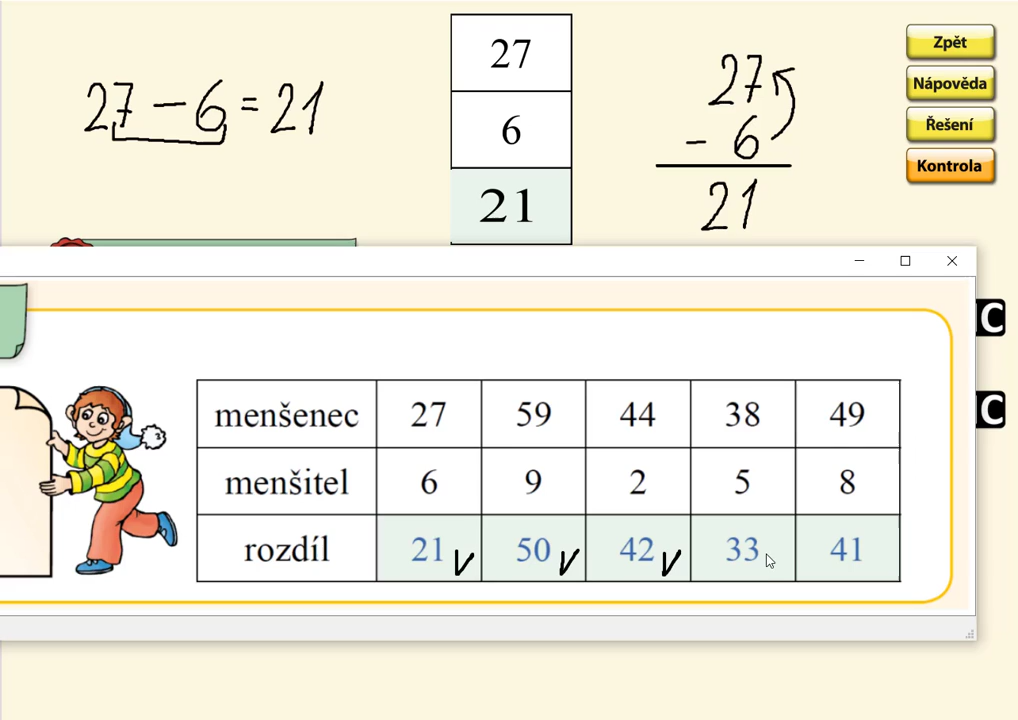 27 − 6 = 21
27
6
21
27
− 6
21
Zpět
Nápověda
Řešení
Kontrola
C
C
menšenec 27 59 44 38 49
menšitel 6 9 2 5 8
rozdíl 21 V 50 V 42 V 33 41